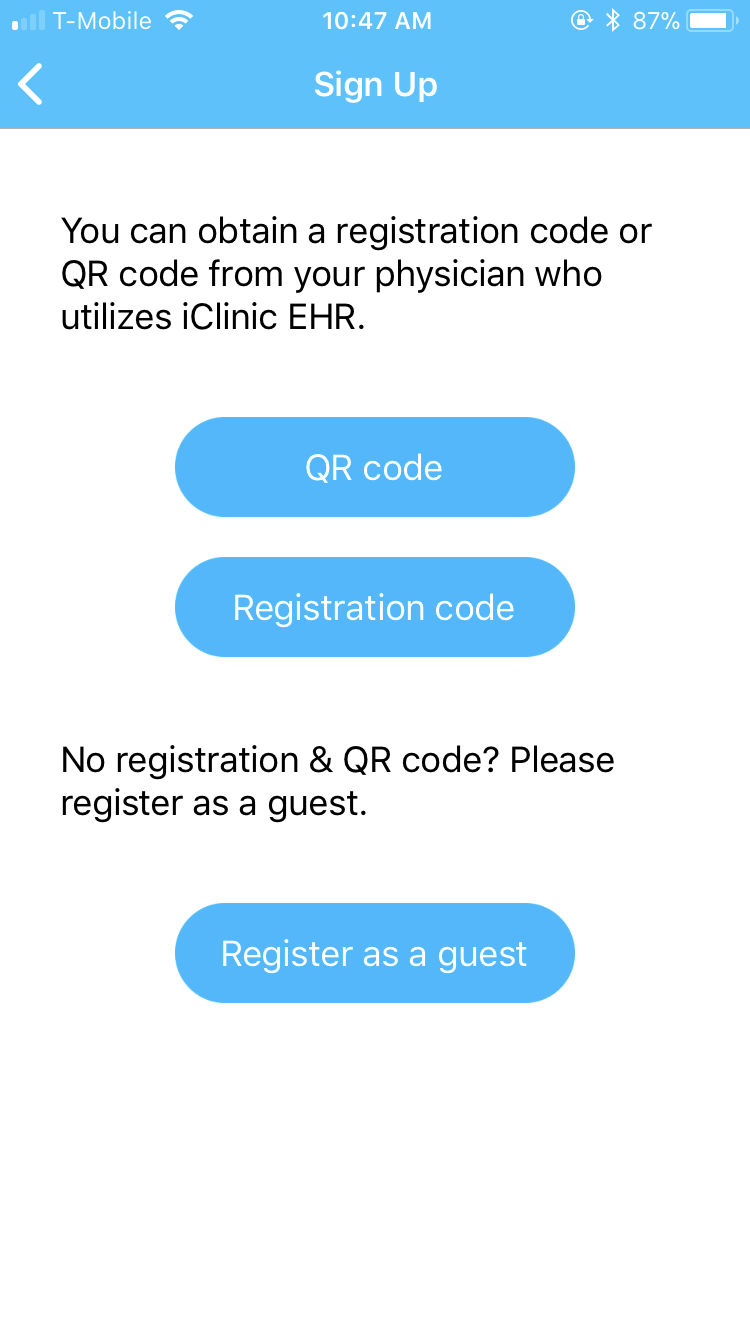 T-Mobile 10:47 AM 87%
Sign Up
You can obtain a registration code or
QR code from your physician who
utilizes iClinic EHR.
QR code
Registration code
No registration & QR code? Please
register as a guest.
Register as a guest